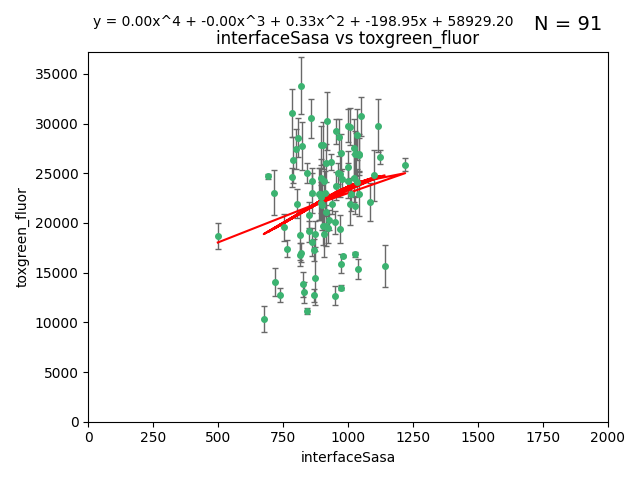 y = 0.00x^4 + -0.00x^3 + 0.33x^2 + -198.95x + 58929.20
N = 91
interfaceSasa vs toxgreen_fluor
35000
30000
25000
20000
15000
10000
5000
0
toxgreen_fluor
0 250 500 750 1000 1250 1500 1750 2000
interfaceSasa